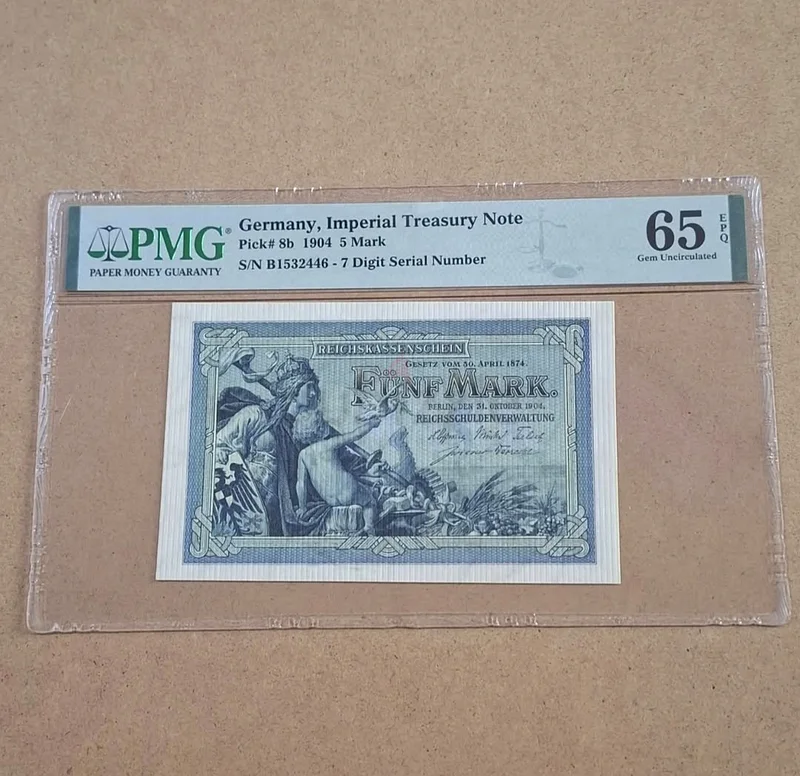 PMG®
PAPER MONEY GUARANTY
Germany, Imperial Treasury Note
Pick# 8b 1904 5 Mark
S/N B1532446 - 7 Digit Serial Number
65
EPQ
Gem Uncirculated
REICHSKASSENSCHEIN
GESETZ VOM 30. APRIL 1874.
FÜNF MARK.
BERLIN, DEN 31. OKTOBER 1904.
REICHSSCHULDENVERWALTUNG